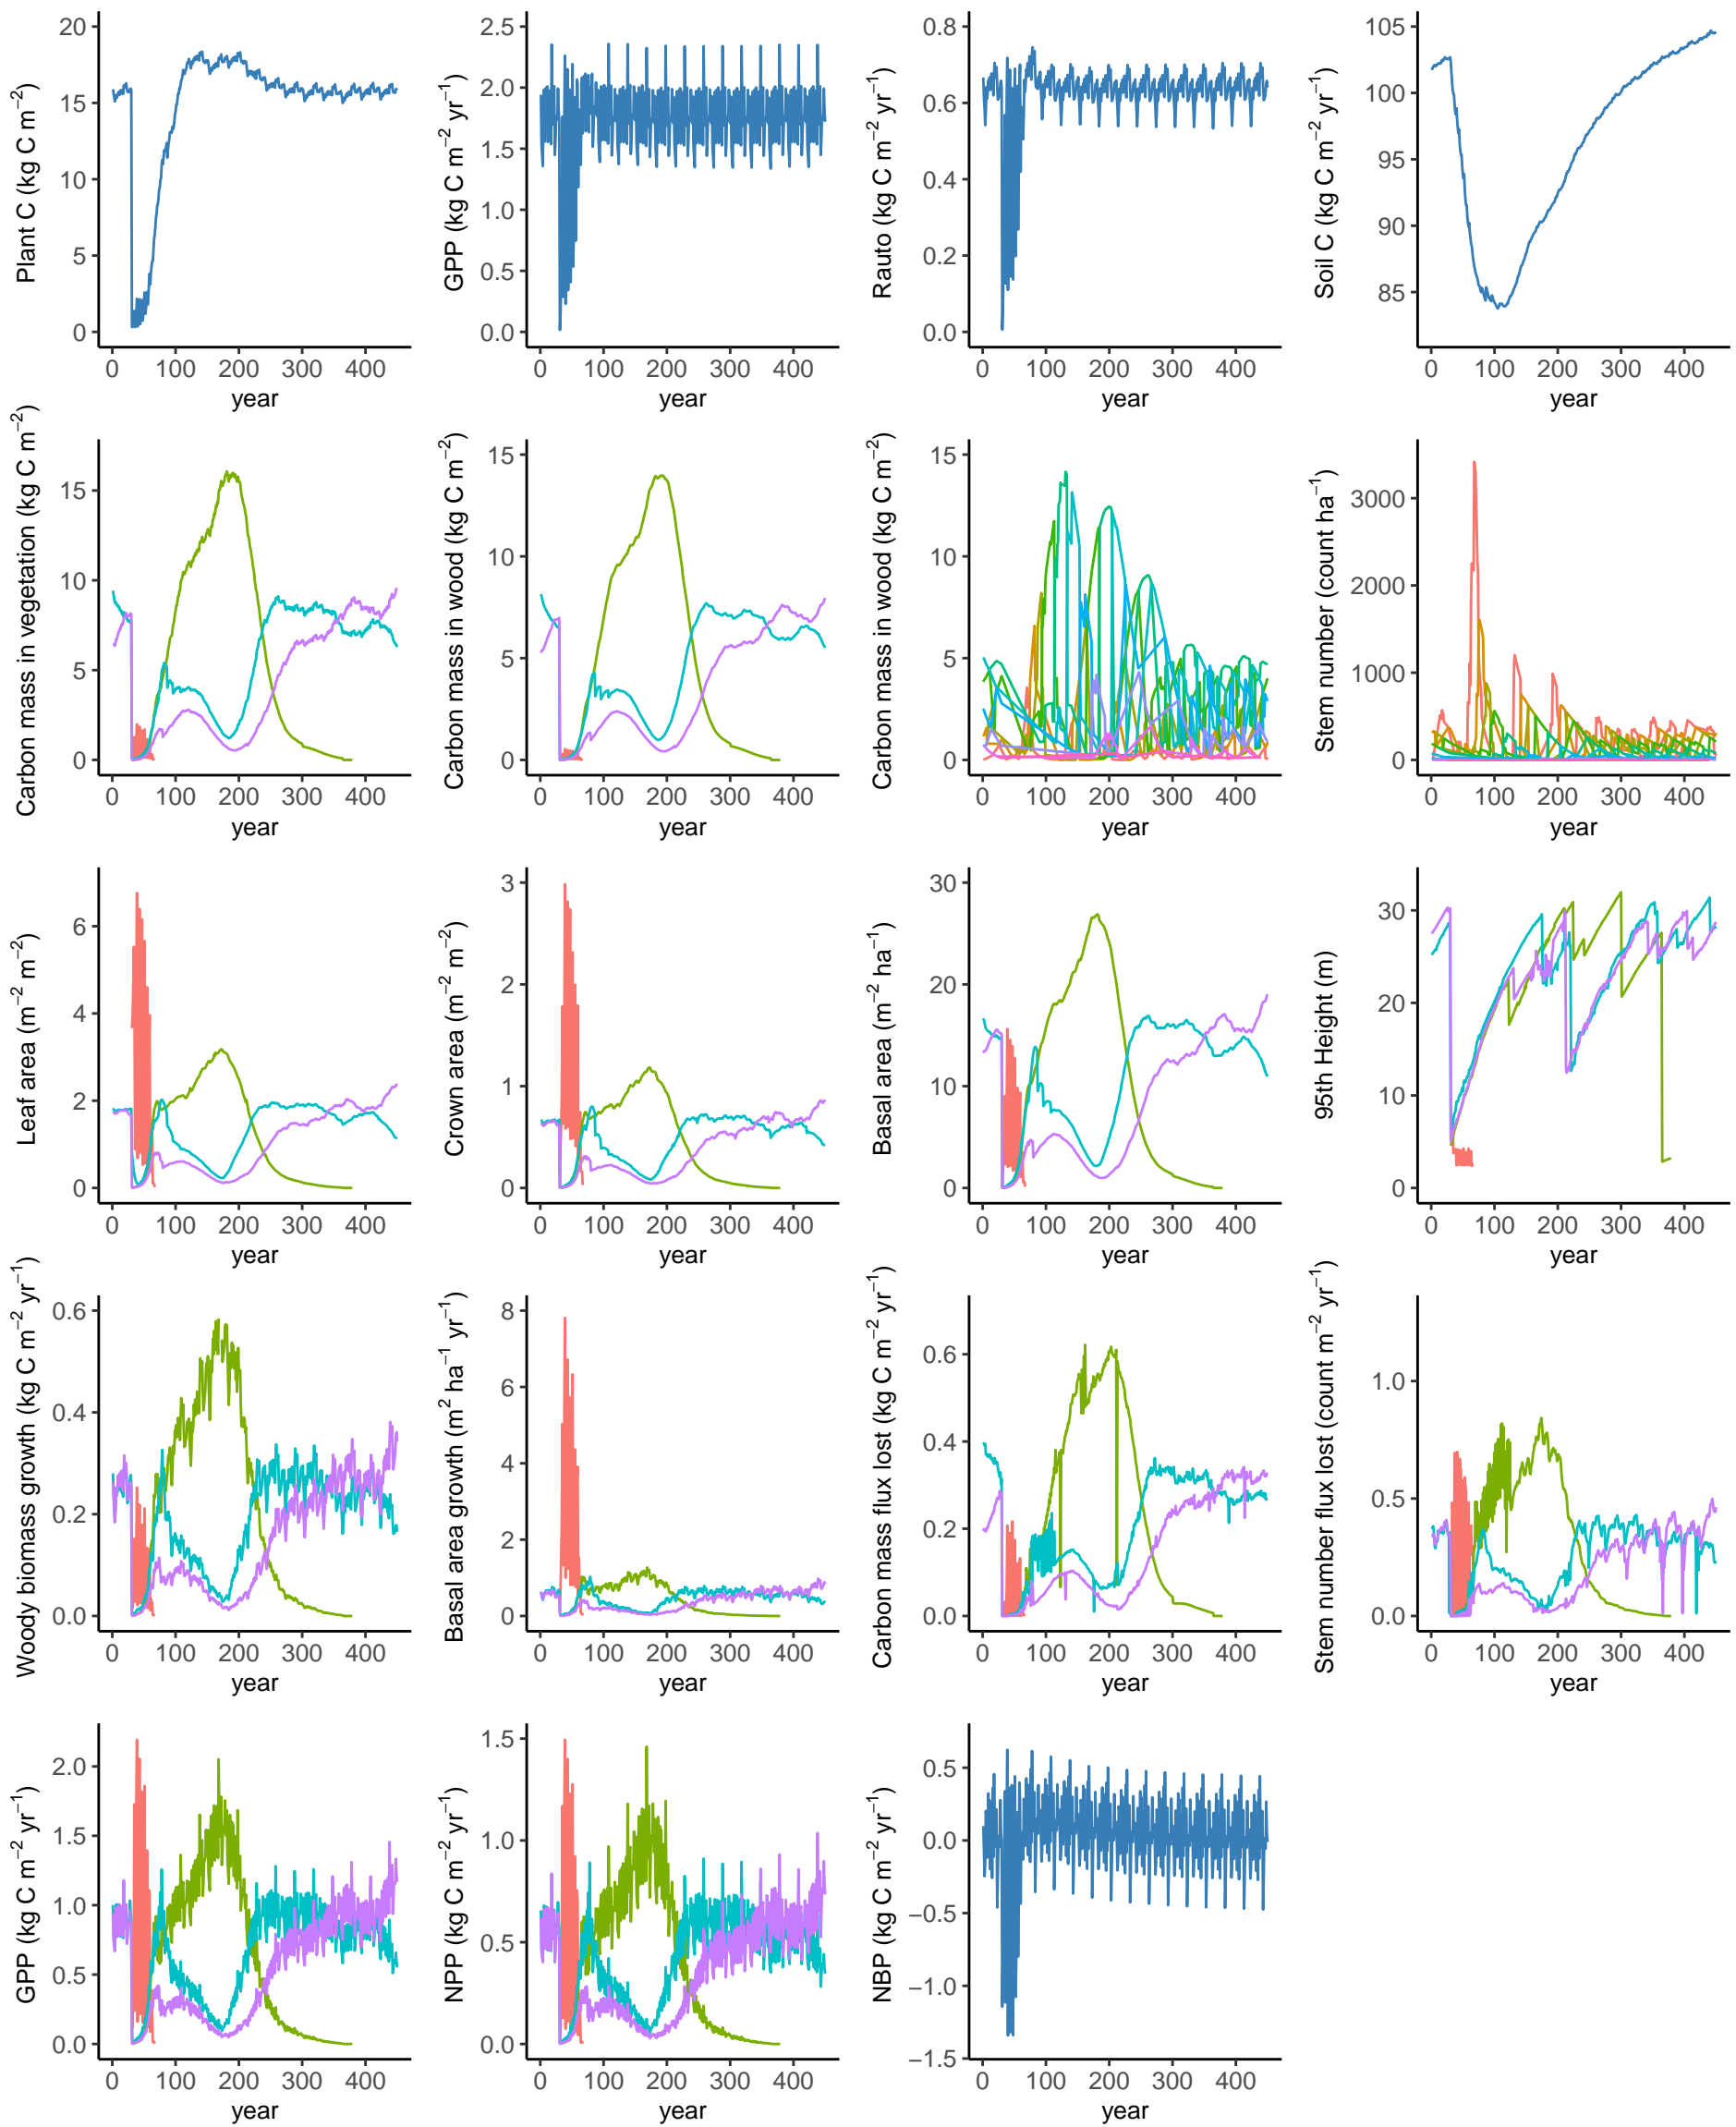 Plant C (kg C m−2)
20
15
10
5
0
0 100 200 300 400
year
GPP (kg C m−2 yr−1)
2.5
2.0
1.5
1.0
0.5
0.0
0 100 200 300 400
year
Rauto (kg C m−2 yr−1)
0.8
0.6
0.4
0.2
0.0
0 100 200 300 400
year
Soil C (kg C m−2 yr−1)
105
100
95
90
85
0 100 200 300 400
year
Carbon mass in vegetation (kg C m−2)
15
10
5
0
0 100 200 300 400
year
Carbon mass in wood (kg C m−2)
15
10
5
0
0 100 200 300 400
year
Carbon mass in wood (kg C m−2)
15
10
5
0
0 100 200 300 400
year
Stem number (count ha−1)
3000
2000
1000
0
0 100 200 300 400
year
Leaf area (m−2 m−2)
6
4
2
0
0 100 200 300 400
year
Crown area (m−2 m−2)
3
2
1
0
0 100 200 300 400
year
Basal area (m−2 ha−1)
30
20
10
0
0 100 200 300 400
year
95th Height (m)
30
20
10
0
0 100 200 300 400
year
Woody biomass growth (kg C m−2 yr−1)
0.6
0.4
0.2
0.0
0 100 200 300 400
year
Basal area growth (m2 ha−1 yr−1)
8
6
4
2
0
0 100 200 300 400
year
Carbon mass flux lost (kg C m−2 yr−1)
0.6
0.4
0.2
0.0
0 100 200 300 400
year
Stem number flux lost (count m−2 yr−1)
1.0
0.5
0.0
0 100 200 300 400
year
GPP (kg C m−2 yr−1)
2.0
1.5
1.0
0.5
0.0
0 100 200 300 400
year
NPP (kg C m−2 yr−1)
1.5
1.0
0.5
0.0
0 100 200 300 400
year
NBP (kg C m−2 yr−1)
0.5
0.0
−0.5
−1.0
−1.5
0 100 200 300 400
year